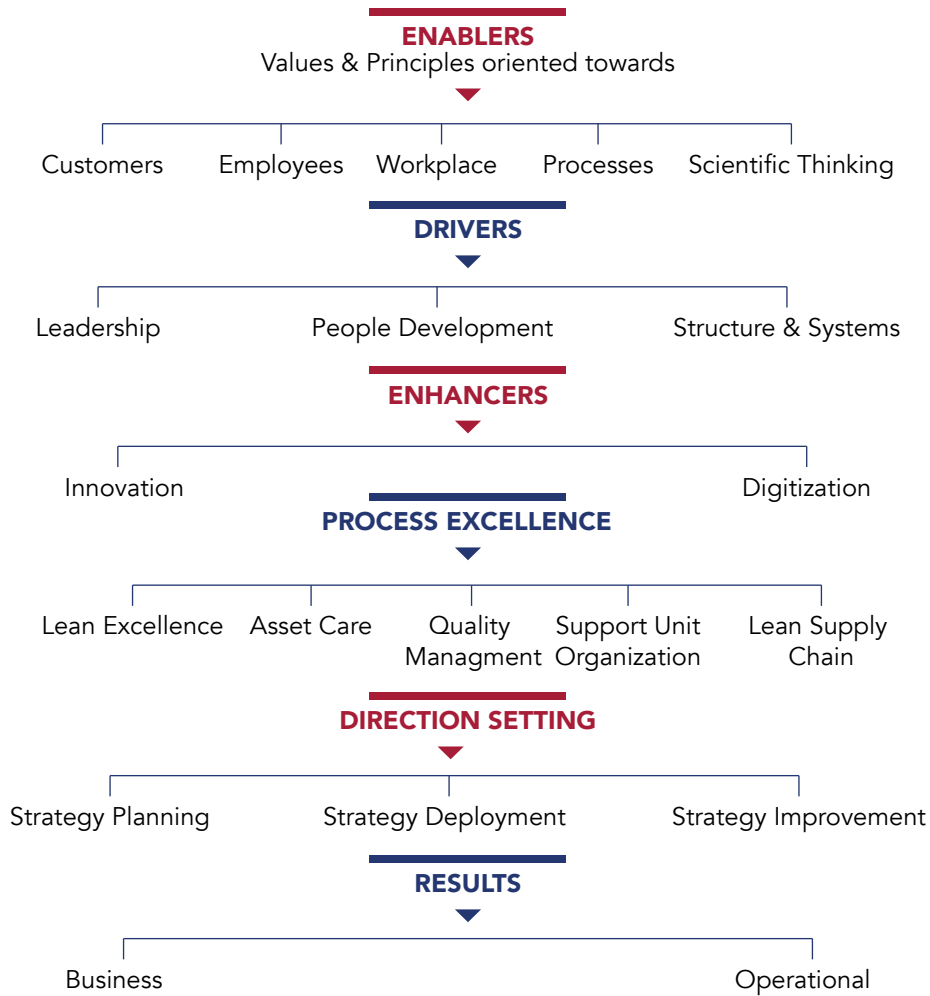 ENABLERS
Values & Principles oriented towards
Customers Employees Workplace Processes Scientific Thinking
DRIVERS
Leadership People Development Structure & Systems
ENHANCERS
Innovation Digitization
PROCESS EXCELLENCE
Lean Excellence Asset Care Quality Support Unit Lean Supply
Managment Organization Chain
DIRECTION SETTING
Strategy Planning Strategy Deployment Strategy Improvement
RESULTS
Business Operational